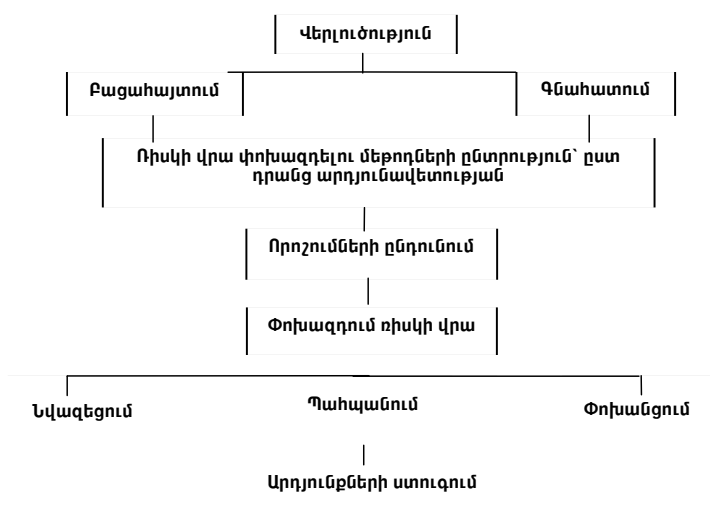 Վերլուծություն
Բացահայտում
Գնահատում
Ռիսկի վրա փոխազդելու մեթոդների ընտրություն՝ ըստ
դրանց արդյունավետության
Որոշումների ընդունում
Փոխազդում ռիսկի վրա
Նվազեցում
Պահպանում
Փոխանցում
Արդյունքների ստուգում